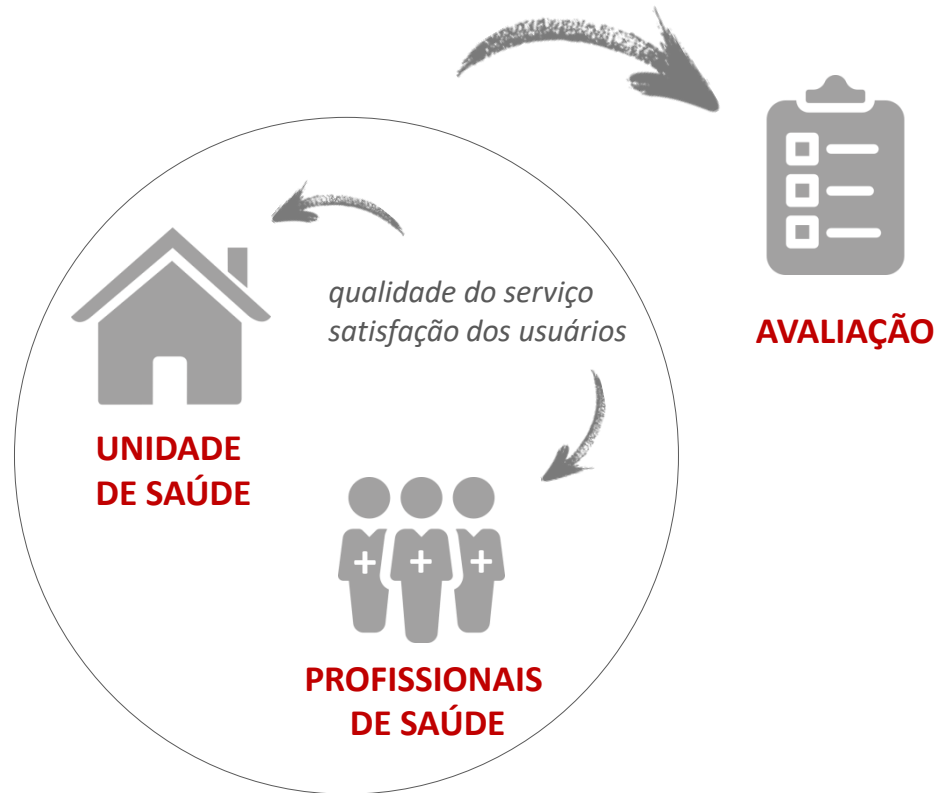 qualidade do serviço
satisfação dos usuários
AVALIAÇÃO
UNIDADE
DE SAÚDE
PROFISSIONAIS
DE SAÚDE